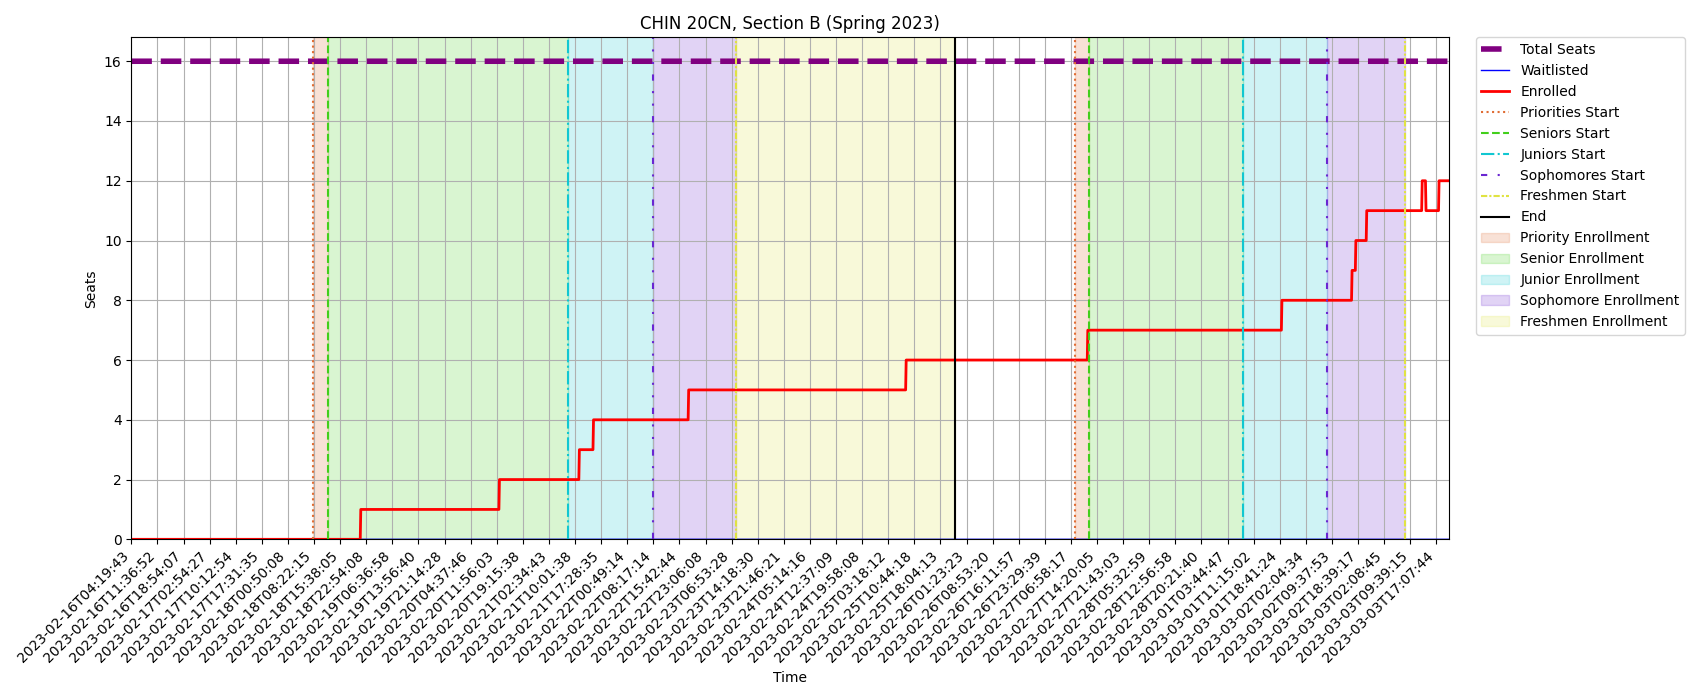 CHIN 20CN, Section B (Spring 2023)
16
14
12
10
8
6
4
2
0
Seats
2023-02-16T04:19:43
2023-02-16T11:36:52
2023-02-16T18:54:07
2023-02-17T02:54:27
2023-02-17T10:12:54
2023-02-17T17:31:35
2023-02-18T00:50:08
2023-02-18T08:22:15
2023-02-18T15:38:05
2023-02-18T22:54:08
2023-02-19T06:36:58
2023-02-19T13:56:40
2023-02-19T21:14:28
2023-02-20T04:37:46
2023-02-20T11:56:03
2023-02-20T19:15:38
2023-02-21T02:34:43
2023-02-21T10:01:38
2023-02-21T17:28:35
2023-02-22T00:49:14
2023-02-22T08:17:14
2023-02-22T15:42:44
2023-02-22T23:06:08
2023-02-23T06:53:28
2023-02-23T14:18:30
2023-02-23T21:46:21
2023-02-24T05:14:16
2023-02-24T12:37:09
2023-02-24T19:58:08
2023-02-25T03:18:12
2023-02-25T10:44:18
2023-02-25T18:04:13
2023-02-26T01:23:23
2023-02-26T08:53:20
2023-02-26T16:11:57
2023-02-26T23:29:39
2023-02-27T06:58:17
2023-02-27T14:20:05
2023-02-27T21:43:03
2023-02-28T05:32:59
2023-02-28T12:56:58
2023-02-28T20:21:40
2023-03-01T03:44:47
2023-03-01T11:15:02
2023-03-01T18:41:24
2023-03-02T02:04:34
2023-03-02T09:37:53
2023-03-02T18:39:17
2023-03-03T02:08:45
2023-03-03T09:39:15
2023-03-03T17:07:44
Time
Total Seats
Waitlisted
Enrolled
Priorities Start
Seniors Start
Juniors Start
Sophomores Start
Freshmen Start
End
Priority Enrollment
Senior Enrollment
Junior Enrollment
Sophomore Enrollment
Freshmen Enrollment